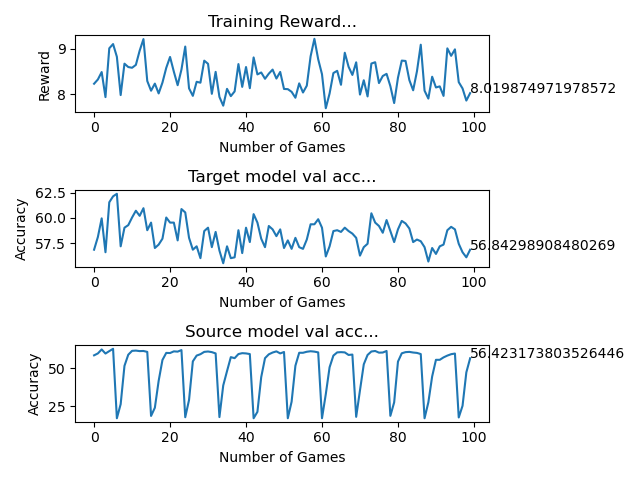 Training Reward...
9
8
Reward
8.019874971978572
0 20 40 60 80 100
Number of Games
Target model val acc...
62.5
60.0
57.5
Accuracy
56.84298908480269
0 20 40 60 80 100
Number of Games
Source model val acc...
50
25
Accuracy
56.423173803526446
0 20 40 60 80 100
Number of Games